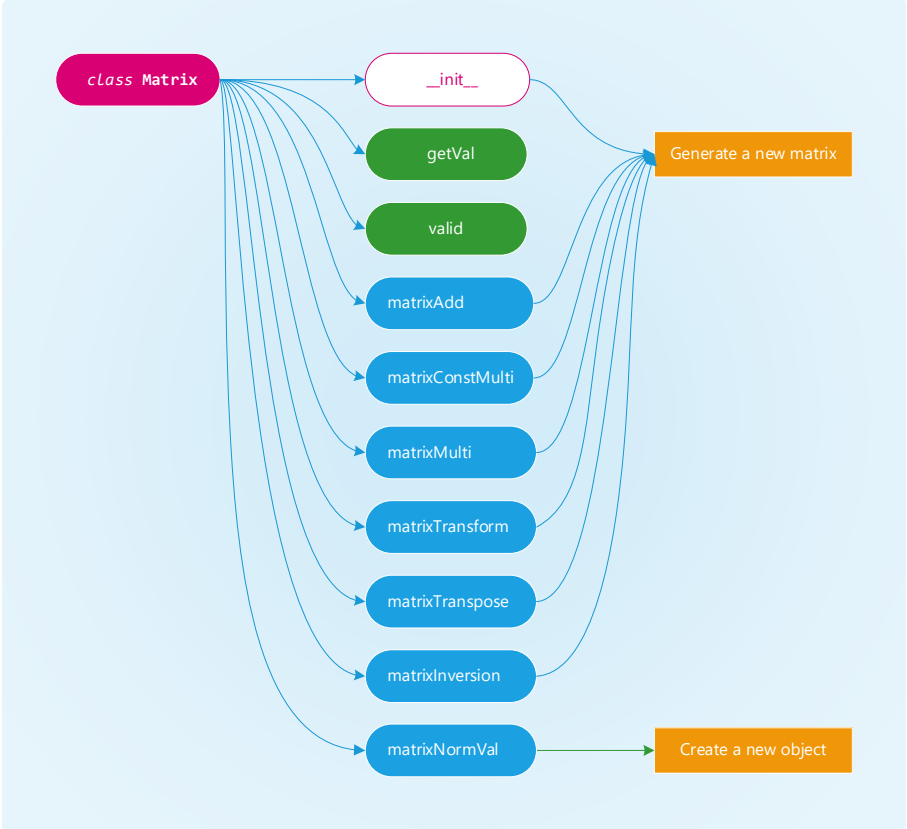 class Matrix
__init__
getVal
Generate a new matrix
valid
matrixAdd
matrixConstMulti
matrixMulti
matrixTransform
matrixTranspose
matrixInversion
matrixNormVal
Create a new object